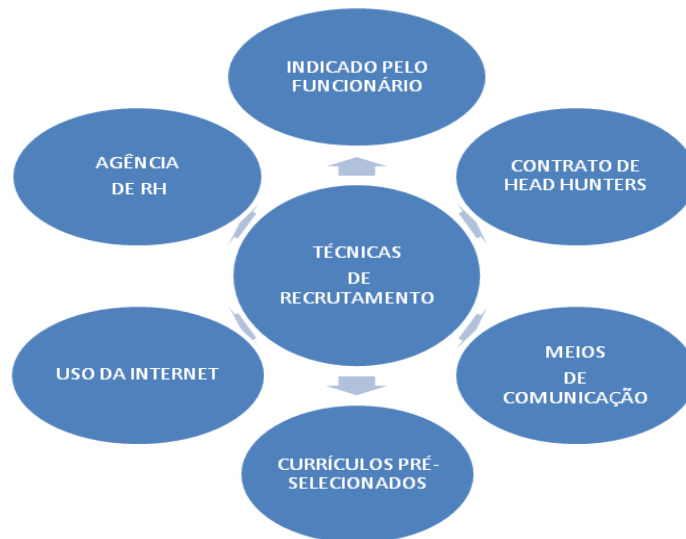 INDICADO PELO
FUNCIONÁRIO
AGÊNCIA
DE RH
CONTRATO DE
HEAD HUNTERS
TÉCNICAS
DE
RECRUTAMENTO
USO DA INTERNET
MEIOS
DE
COMUNICAÇÃO
CURRÍCULOS PRÉ-
SELECIONADOS